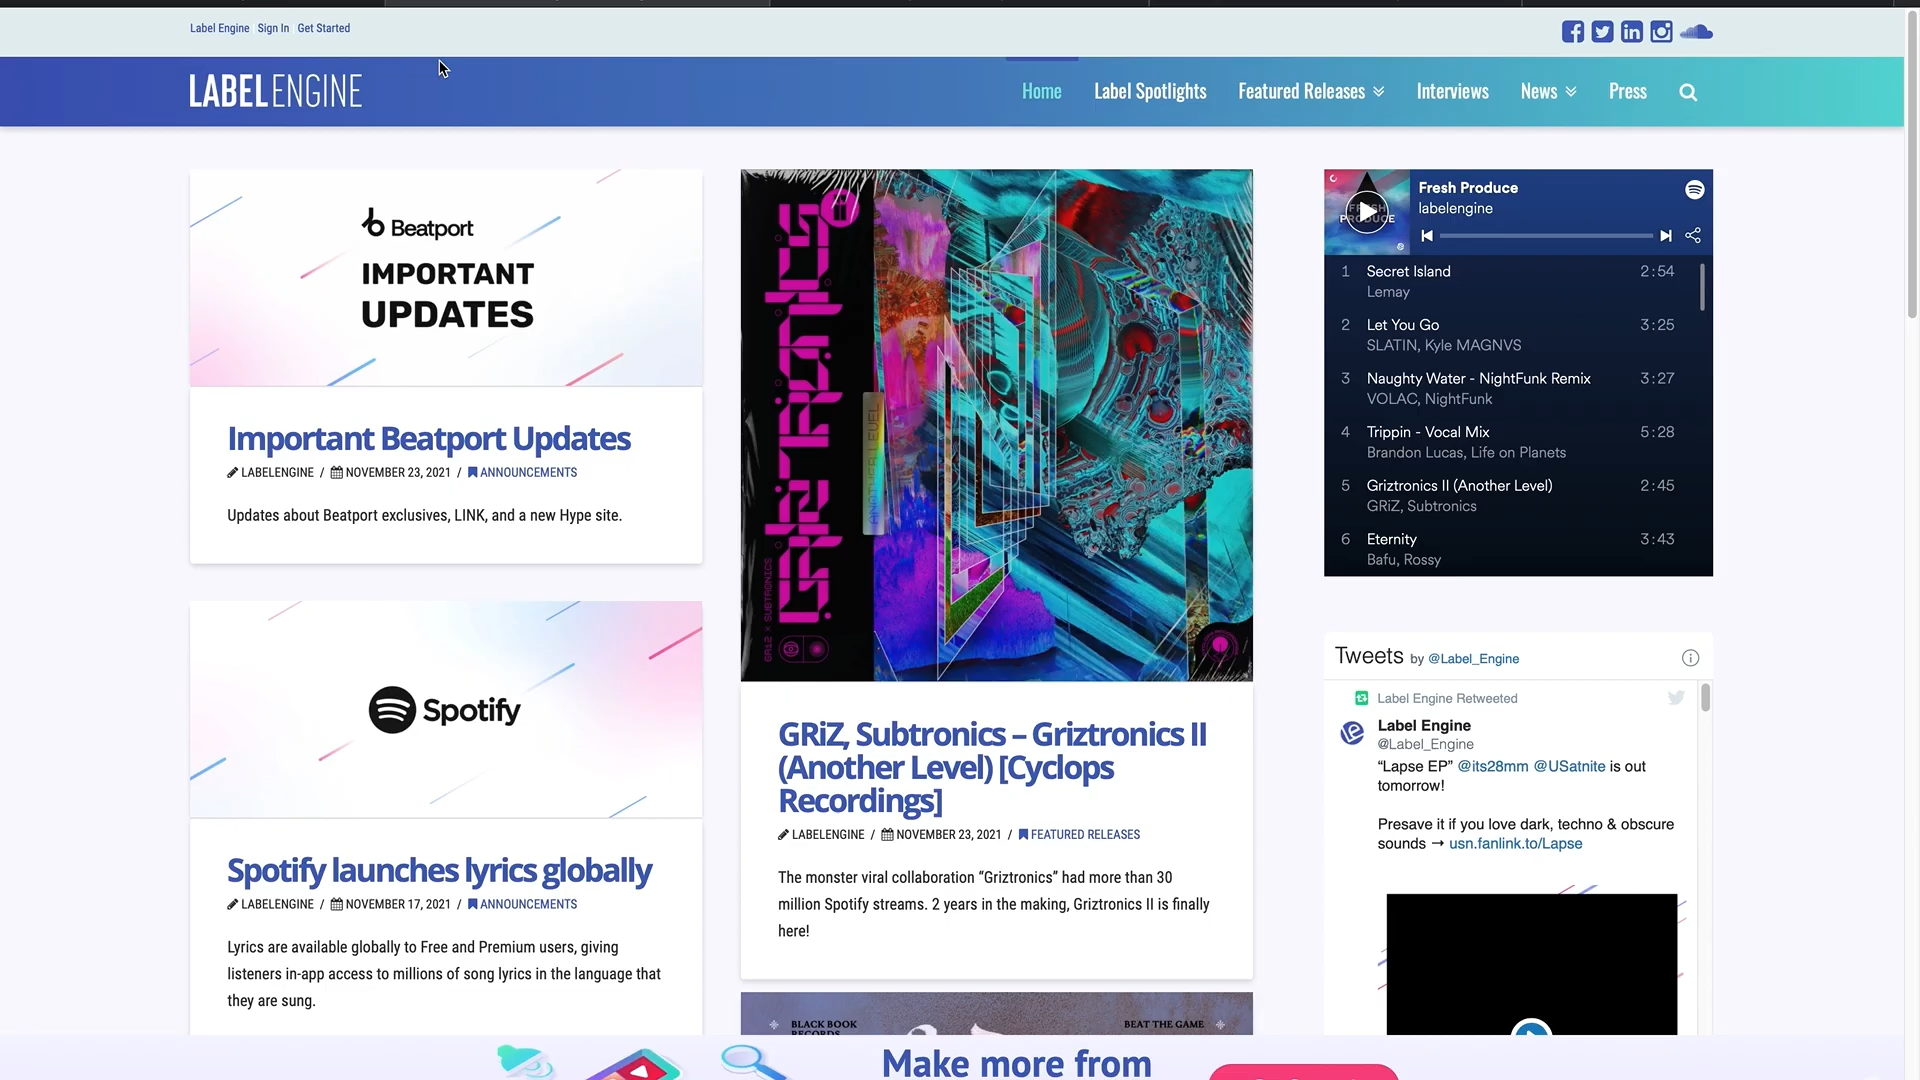 Label Engine Sign In Get Started
LABELENGINE
Home Label Spotlights Featured Releases Interviews News Press
Beatport
IMPORTANT
UPDATES
Important Beatport Updates
LABELENGINE / NOVEMBER 23, 2021 / ANNOUNCEMENTS
Updates about Beatport exclusives, LINK, and a new Hype site.
Spotify
Spotify launches lyrics globally
LABELENGINE / NOVEMBER 17, 2021 / ANNOUNCEMENTS
Lyrics are available globally to Free and Premium users, giving
listeners in-app access to millions of song lyrics in the language that
they are sung.
ANOTHER LEVEL
GRiZ x SUBTRONICS
GRiZ, Subtronics – Griztronics II
(Another Level) [Cyclops
Recordings]
LABELENGINE / NOVEMBER 23, 2021 / FEATURED RELEASES
The monster viral collaboration “Griztronics” had more than 30
million Spotify streams. 2 years in the making, Griztronics II is finally
here!
BLACK BOOK
RECORDS
BEAT THE GAME
FRESH
PRODUCE
Fresh Produce
labelengine
1 Secret Island 2:54
Lemay
2 Let You Go 3:25
SLATIN, Kyle MAGNVS
3 Naughty Water - NightFunk Remix 3:27
VOLAC, NightFunk
4 Trippin - Vocal Mix 5:28
Brandon Lucas, Life on Planets
5 Griztronics II (Another Level) 2:45
GRiZ, Subtronics
6 Eternity 3:43
Bafu, Rossy
Tweets by @Label_Engine
Label Engine Retweeted
Label Engine
@Label_Engine
“Lapse EP” @its28mm @USatnite is out
tomorrow!
Presave it if you love dark, techno & obscure
sounds → usn.fanlink.to/Lapse
Make more from